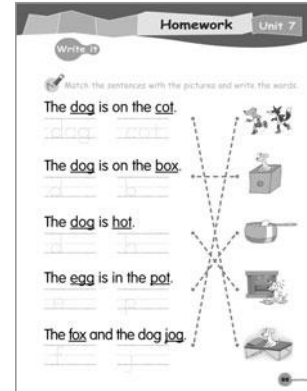 Homework Unit 7
Write it
Match the sentences with the pictures and write the words.
The dog is on the cot.
dog cot
The dog is on the box.
d b
The dog is hot.
d h
The egg is in the pot.
e p
The fox and the dog jog.
f j